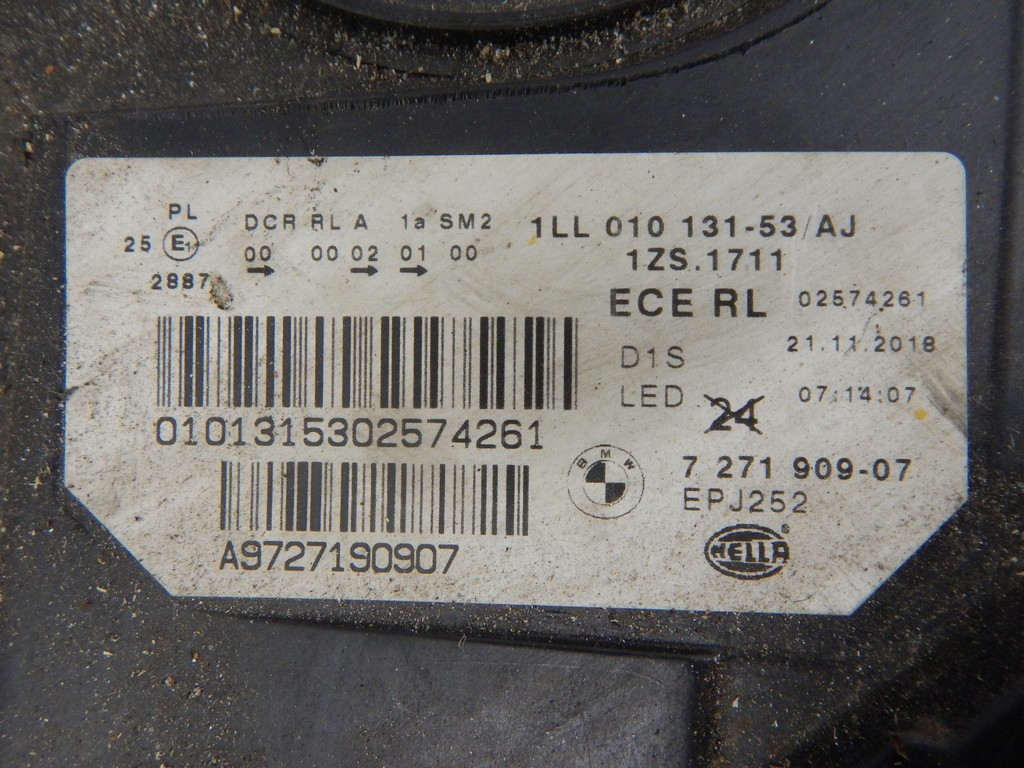 PL
25 E1
2887
DCR RL A 1a SM2
00 00 02 01 00
1LL 010 131-53/AJ
1ZS.1711
ECE RL 02574261
D1S 21.11.2018
LED 24 07:14:07
0101315302574261
BMW 7 271 909-07
EPJ252
A9727190907
HELLA®